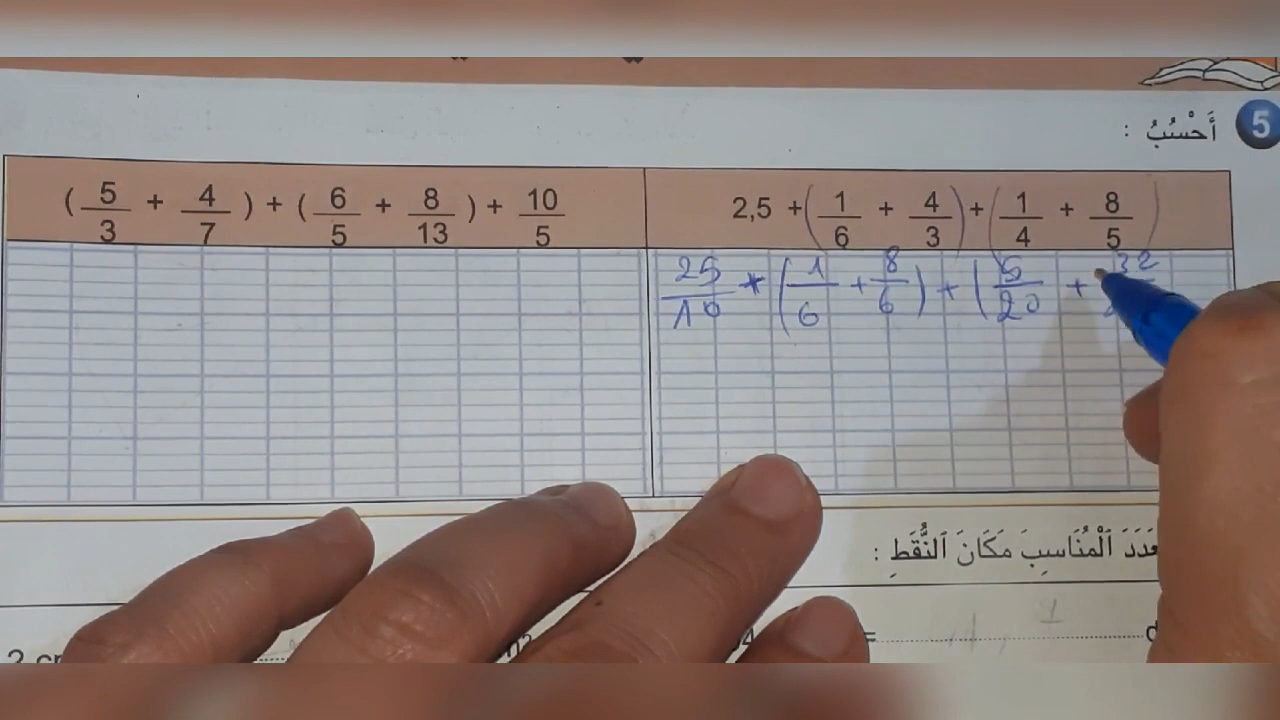 5 أَحْسُبُ :
2,5 + ( 1/6 + 4/3 ) + ( 1/4 + 8/5 )
( 5/3 + 4/7 ) + ( 6/5 + 8/13 ) + 10/5
25/10 + ( 1/6 + 8/6 ) + ( 5/20 + 32
ٱلْمُنَاسِبَ مَكَانَ ٱلنُّقَطِ :